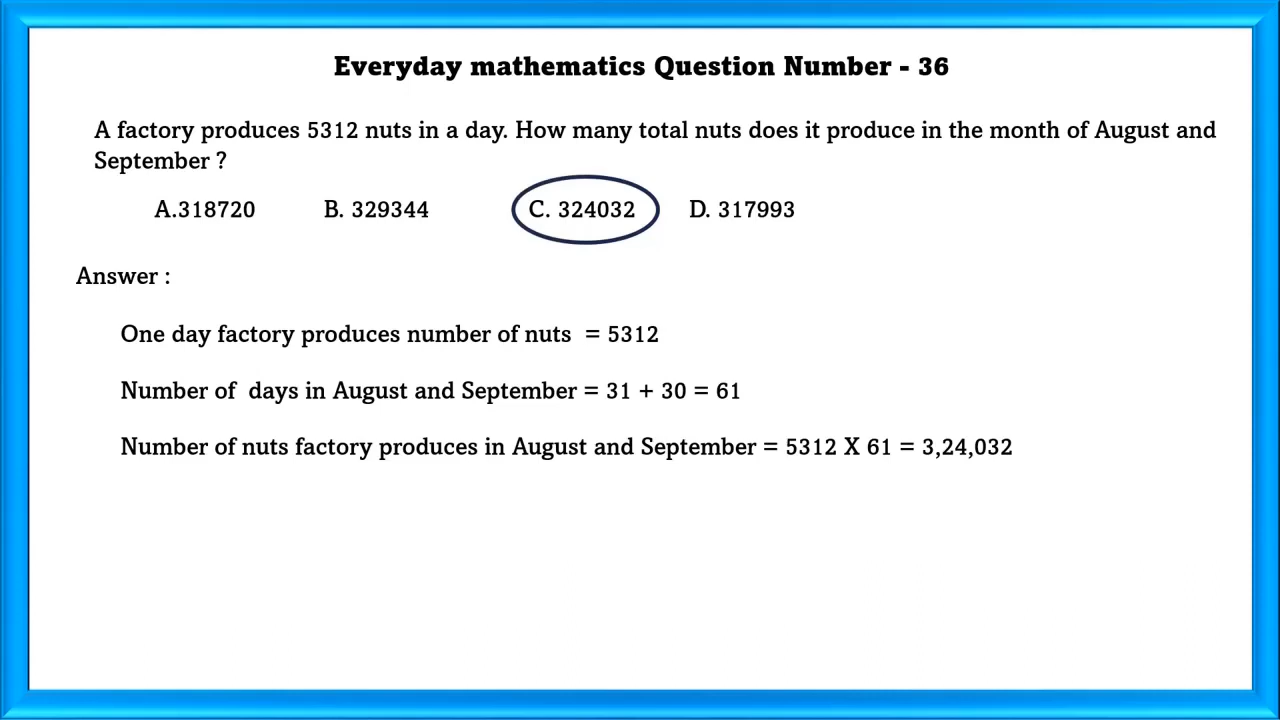 Everyday mathematics Question Number - 36
A factory produces 5312 nuts in a day. How many total nuts does it produce in the month of August and
September ?
A.318720 B. 329344 C. 324032 D. 317993
Answer :
One day factory produces number of nuts = 5312
Number of days in August and September = 31 + 30 = 61
Number of nuts factory produces in August and September = 5312 X 61 = 3,24,032